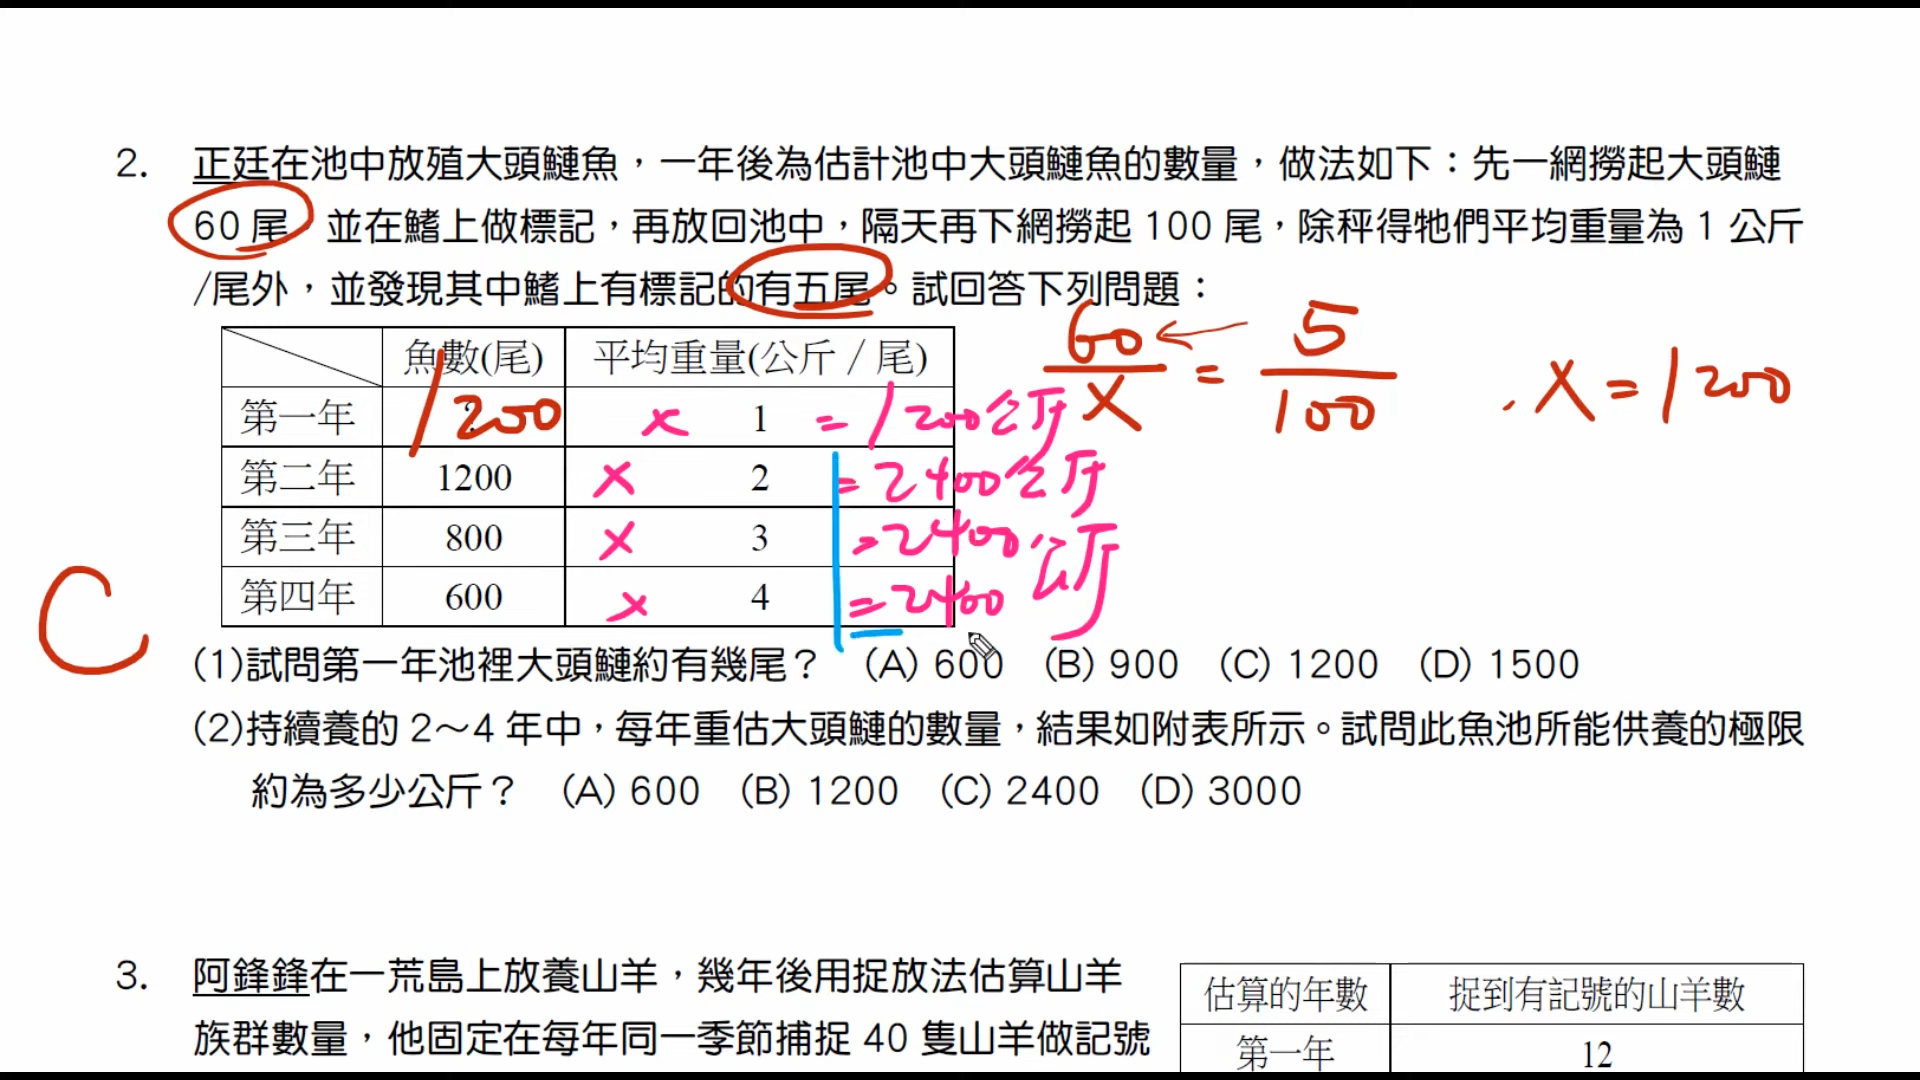 2. 正廷在池中放殖大頭鰱魚，一年後為估計池中大頭鰱魚的數量，做法如下：先一網撈起大頭鰱
60 尾，並在鰭上做標記，再放回池中，隔天再下網撈起 100 尾，除秤得牠們平均重量為 1 公斤
/尾外，並發現其中鰭上有標記的有五尾。試回答下列問題：
魚數(尾) 平均重量(公斤／尾)
60/X = 5/100 . X = 1200
第一年 ? 1200 × 1 = 1200公斤
第二年 1200 × 2 = 2400公斤
第三年 800 × 3 = 2400 公斤
第四年 600 × 4 = 2400
C
(1)試問第一年池裡大頭鰱約有幾尾？ (A) 600 (B) 900 (C) 1200 (D) 1500
(2)持續養的 2～4 年中，每年重估大頭鰱的數量，結果如附表所示。試問此魚池所能供養的極限
約為多少公斤？ (A) 600 (B) 1200 (C) 2400 (D) 3000
3. 阿鋒鋒在一荒島上放養山羊，幾年後用捉放法估算山羊
族群數量，他固定在每年同一季節捕捉 40 隻山羊做記號
估算的年數 捉到有記號的山羊數
第一年 12